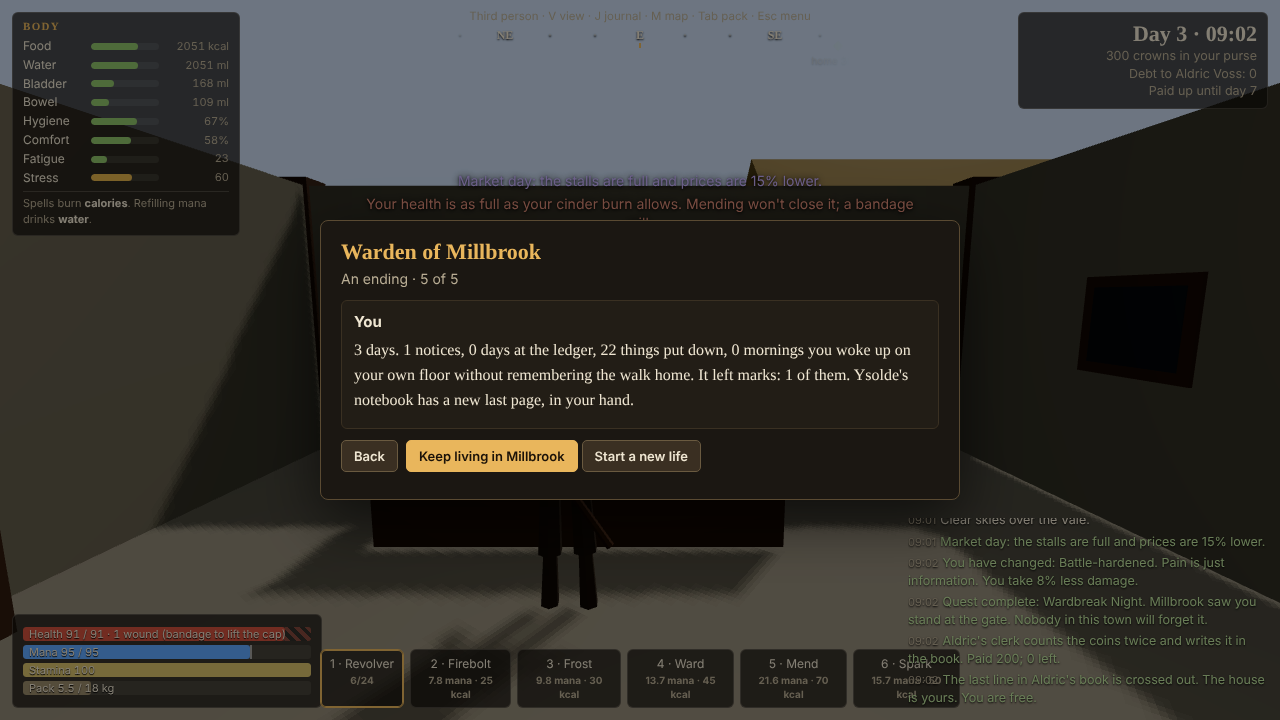 BODY
Food 2051 kcal
Water 2051 ml
Bladder 168 ml
Bowel 109 ml
Hygiene 67%
Comfort 58%
Fatigue 23
Stress 60
Spells burn calories. Refilling mana
drinks water.
Third person · V view · J journal · M map · Tab pack · Esc menu
NE E SE
Day 3 · 09:02
300 crowns in your purse
Debt to Aldric Voss: 0
Paid up until day 7
Market day: the stalls are full and prices are 15% lower.
Your health is as full as your cinder burn allows. Mending won't close it; a bandage
Warden of Millbrook
An ending · 5 of 5
You
3 days. 1 notices, 0 days at the ledger, 22 things put down, 0 mornings you woke up on
your own floor without remembering the walk home. It left marks: 1 of them. Ysolde's
notebook has a new last page, in your hand.
Back
Keep living in Millbrook
Start a new life
09:01 Clear skies over the Vale.
09:01 Market day: the stalls are full and prices are 15% lower.
09:02 You have changed: Battle-hardened. Pain is just
information. You take 8% less damage.
09:02 Quest complete: Wardbreak Night. Millbrook saw you
stand at the gate. Nobody in this town will forget it.
09:02 Aldric's clerk counts the coins twice and writes it in
the book. Paid 200; 0 left.
09:02 The last line in Aldric's book is crossed out. The house
is yours. You are free.
Health 91 / 91 · 1 wound (bandage to lift the cap)
Mana 95 / 95
Stamina 100
Pack 5.5 / 18 kg
1 · Revolver
6/24
2 · Firebolt
7.8 mana · 25
kcal
3 · Frost
9.8 mana · 30
kcal
4 · Ward
13.7 mana · 45
kcal
5 · Mend
21.6 mana · 70
kcal
6 · Spark
15.7 mana
kcal